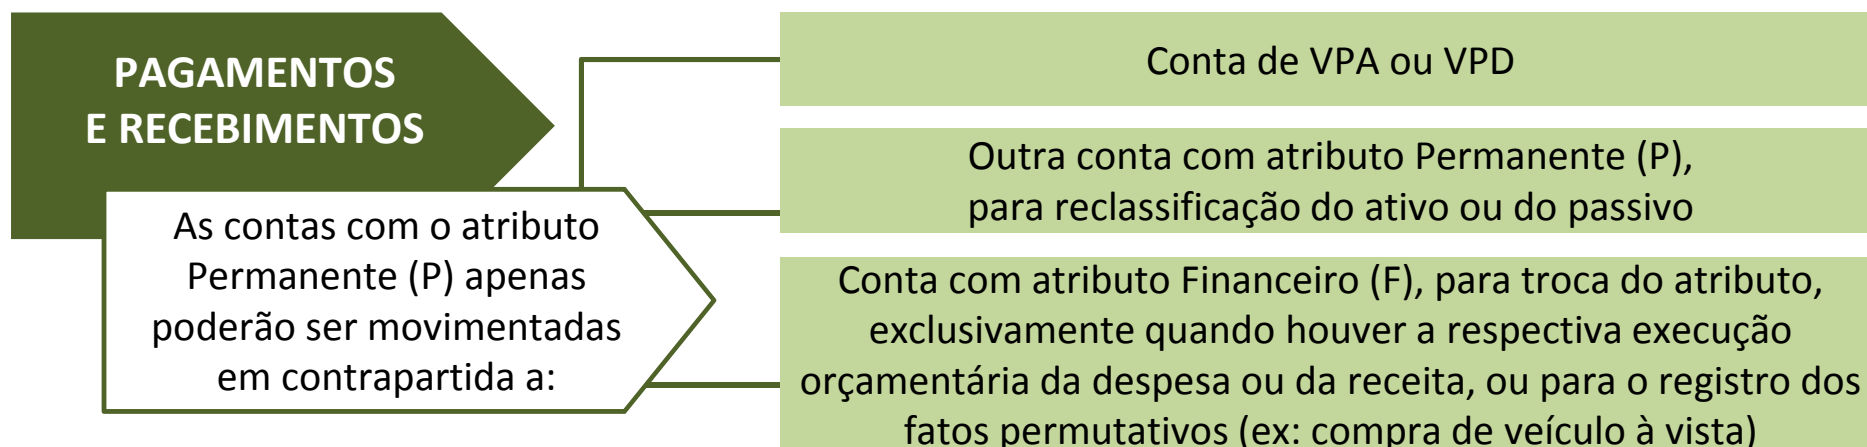 PAGAMENTOS
E RECEBIMENTOS
As contas com o atributo
Permanente (P) apenas
poderão ser movimentadas
em contrapartida a:
Conta de VPA ou VPD
Outra conta com atributo Permanente (P),
para reclassificação do ativo ou do passivo
Conta com atributo Financeiro (F), para troca do atributo,
exclusivamente quando houver a respectiva execução
orçamentária da despesa ou da receita, ou para o registro dos
fatos permutativos (ex: compra de veículo à vista)